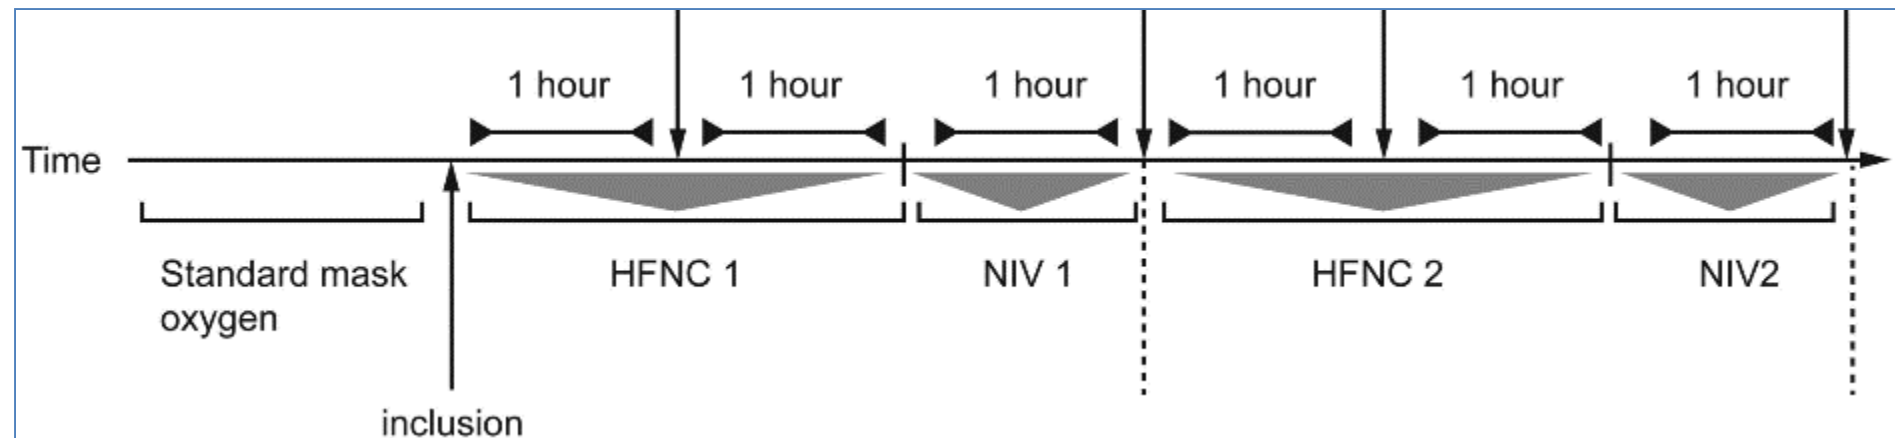 1 hour
1 hour
1 hour
1 hour
1 hour
1 hour
Time
Standard mask
oxygen
HFNC 1
NIV 1
HFNC 2
NIV2
inclusion